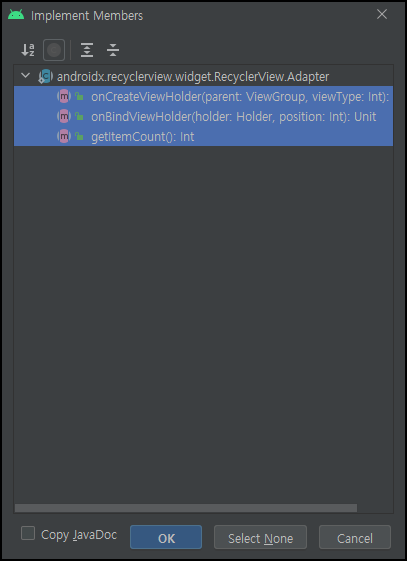 Implement Members
androidx.recyclerview.widget.RecyclerView.Adapter
onCreateViewHolder(parent: ViewGroup, viewType: Int):
onBindViewHolder(holder: Holder, position: Int): Unit
getItemCount(): Int
Copy JavaDoc
OK
Select None
Cancel